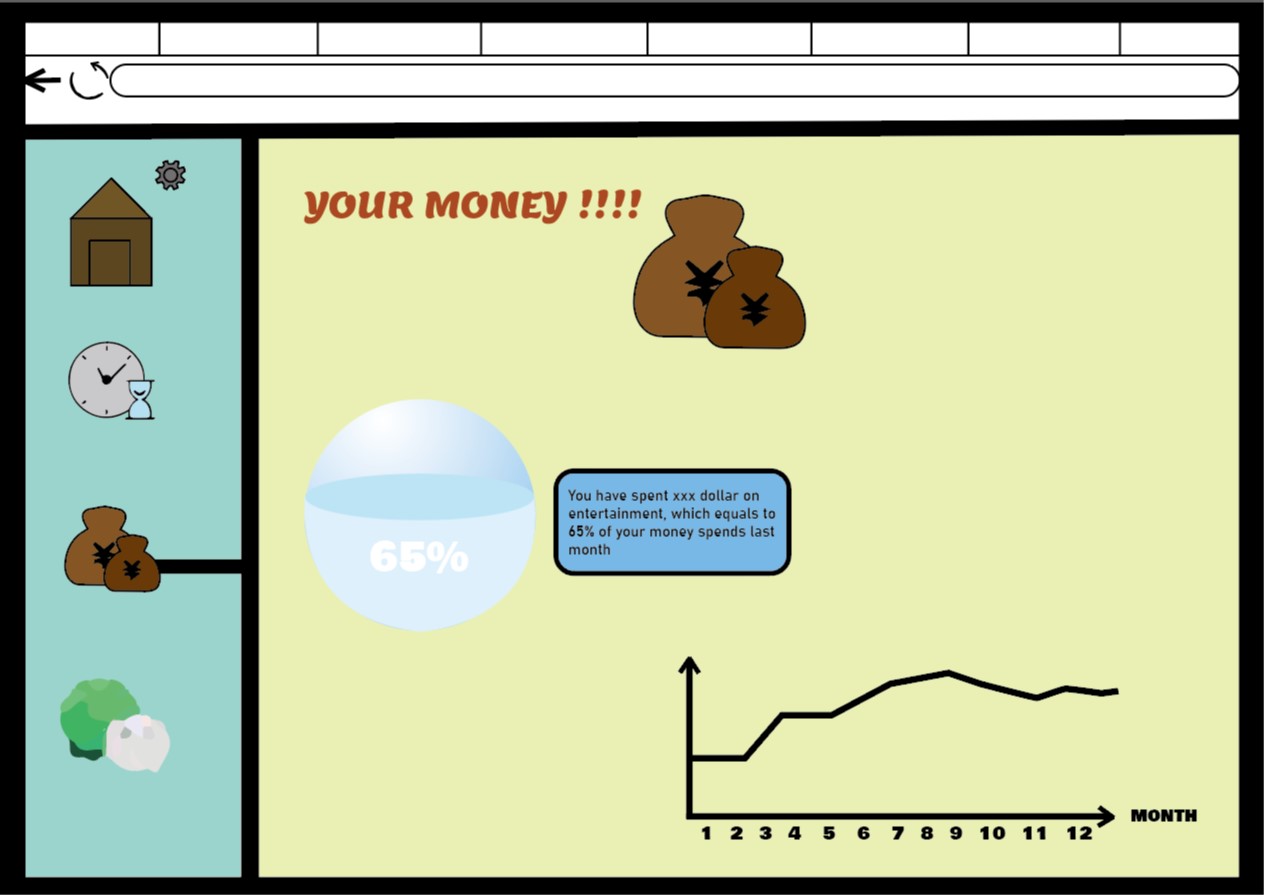 YOUR MONEY !!!!
¥ ¥
65%
You have spent xxx dollar on
entertainment, which equals to
65% of your money spends last
month
¥ ¥
1 2 3 4 5 6 7 8 9 10 11 12 MONTH